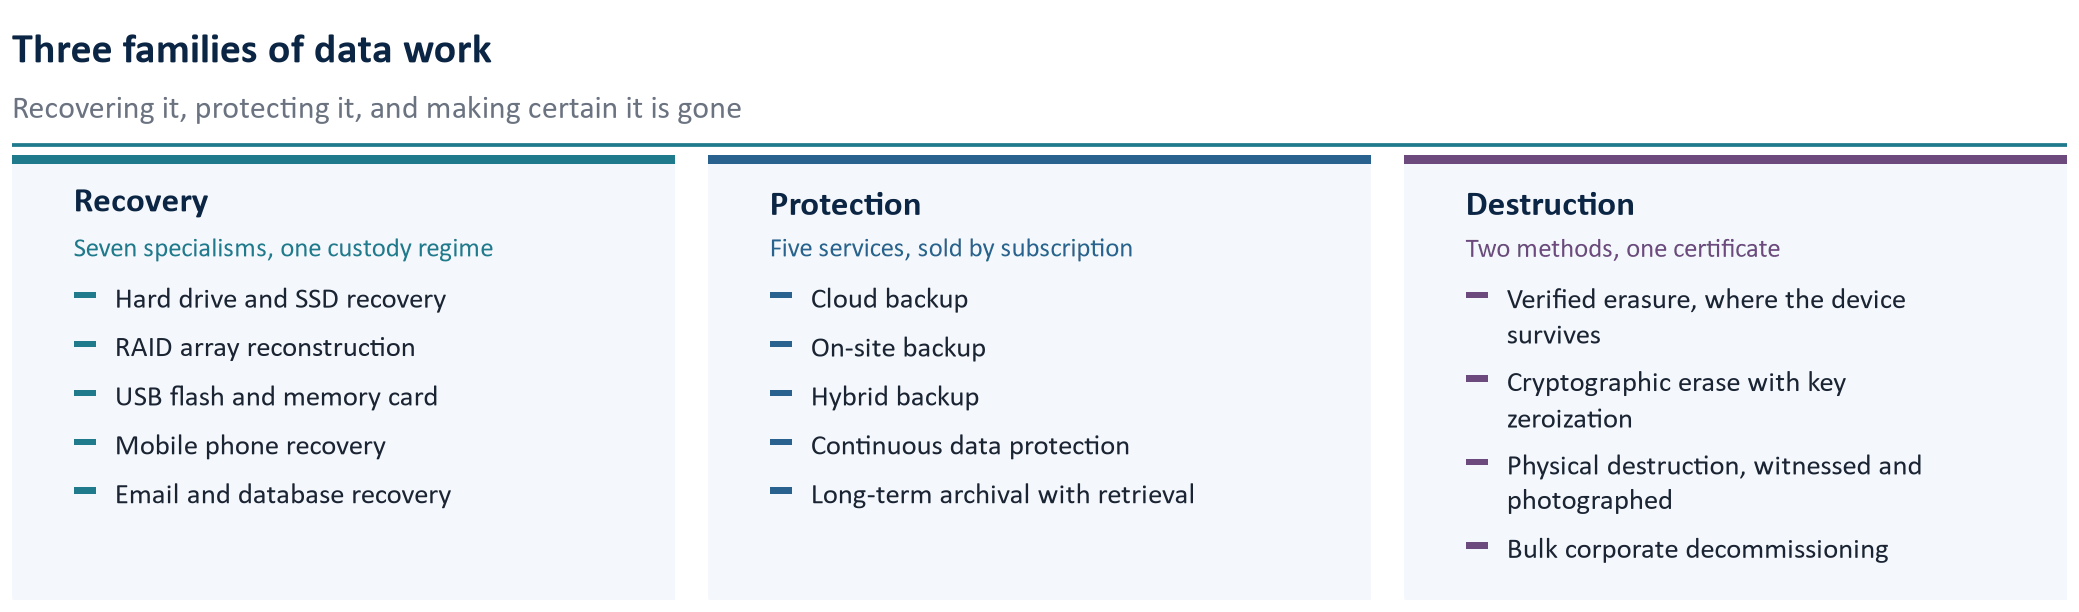 Three families of data work
Recovering it, protecting it, and making certain it is gone
Recovery
Seven specialisms, one custody regime
Hard drive and SSD recovery
RAID array reconstruction
USB flash and memory card
Mobile phone recovery
Email and database recovery
Protection
Five services, sold by subscription
Cloud backup
On-site backup
Hybrid backup
Continuous data protection
Long-term archival with retrieval
Destruction
Two methods, one certificate
Verified erasure, where the device
survives
Cryptographic erase with key
zeroization
Physical destruction, witnessed and
photographed
Bulk corporate decommissioning